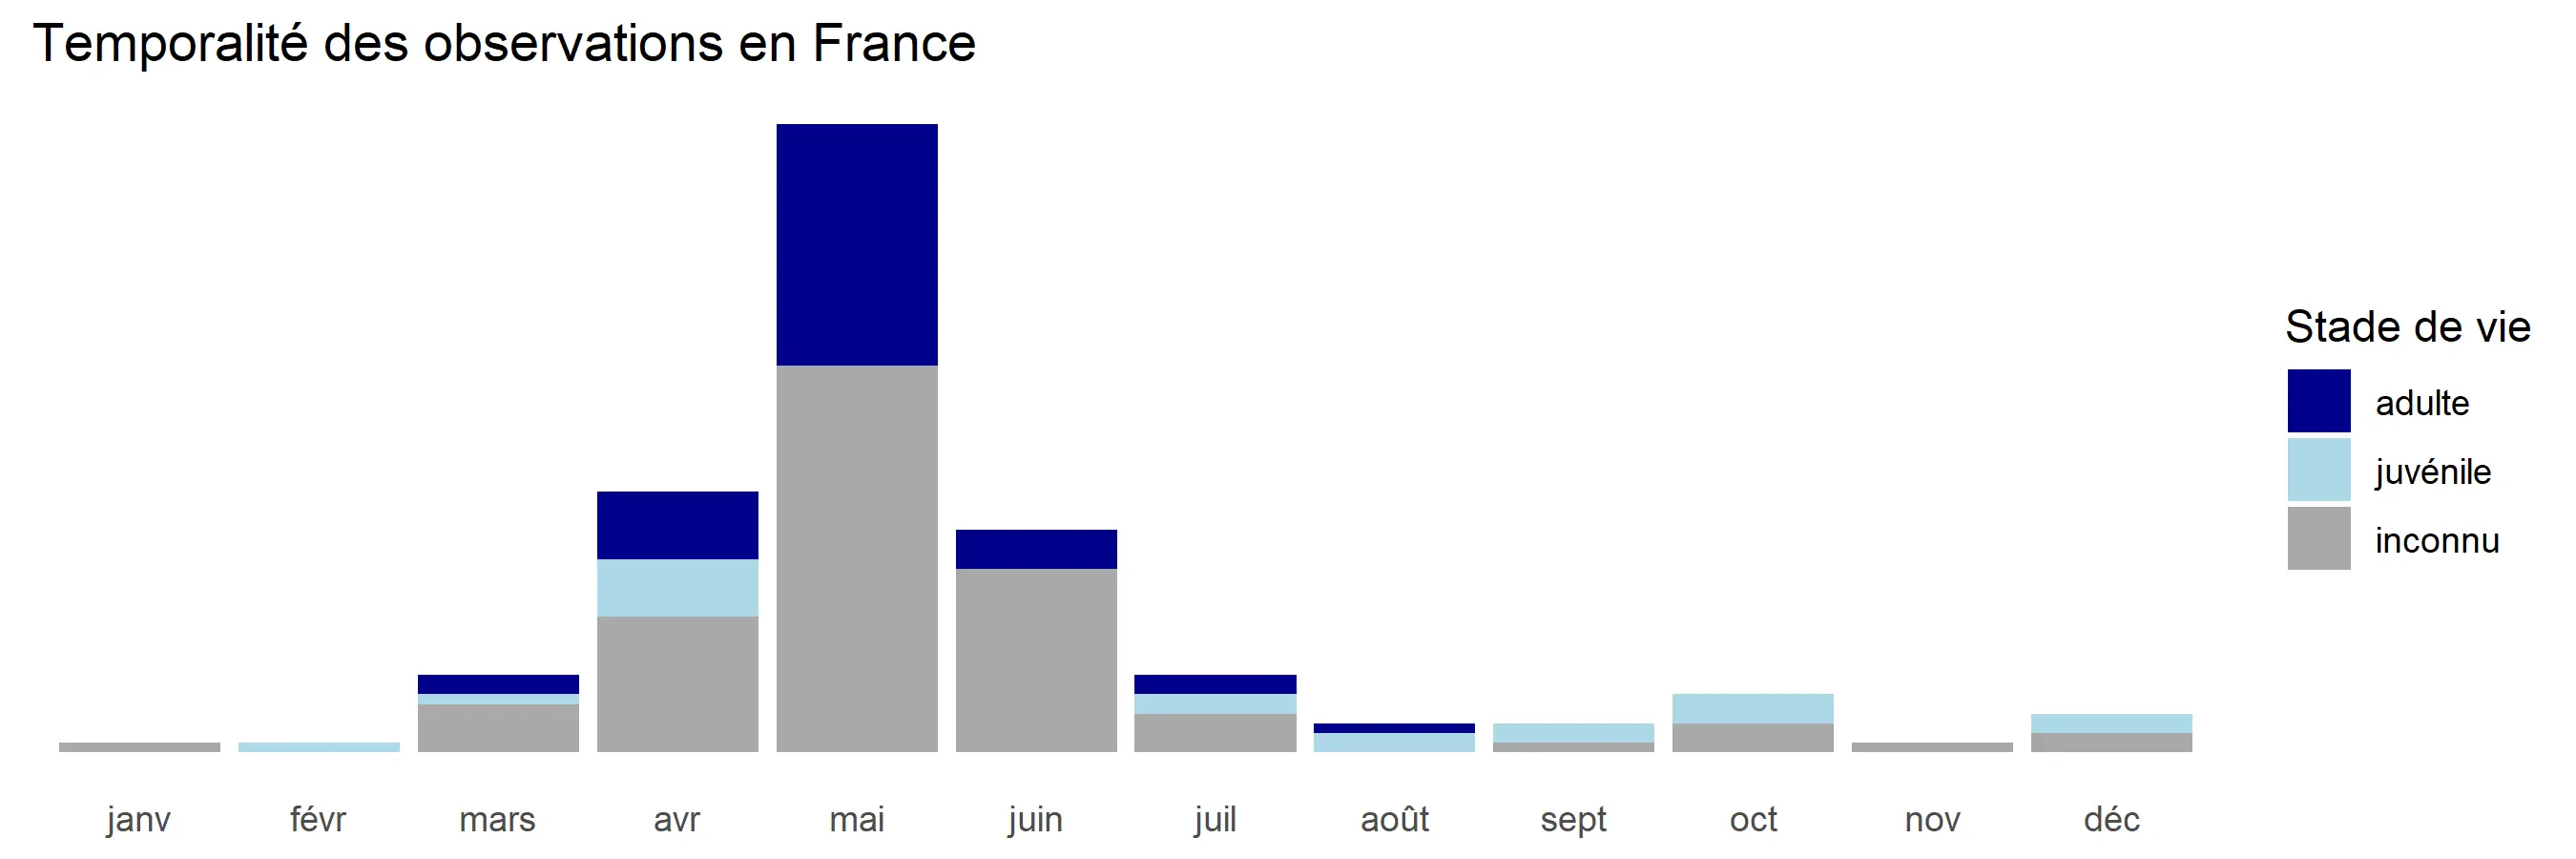 Temporalité des observations en France
Stade de vie
adulte
juvénile
inconnu
janv févr mars avr mai juin juil août sept oct nov déc